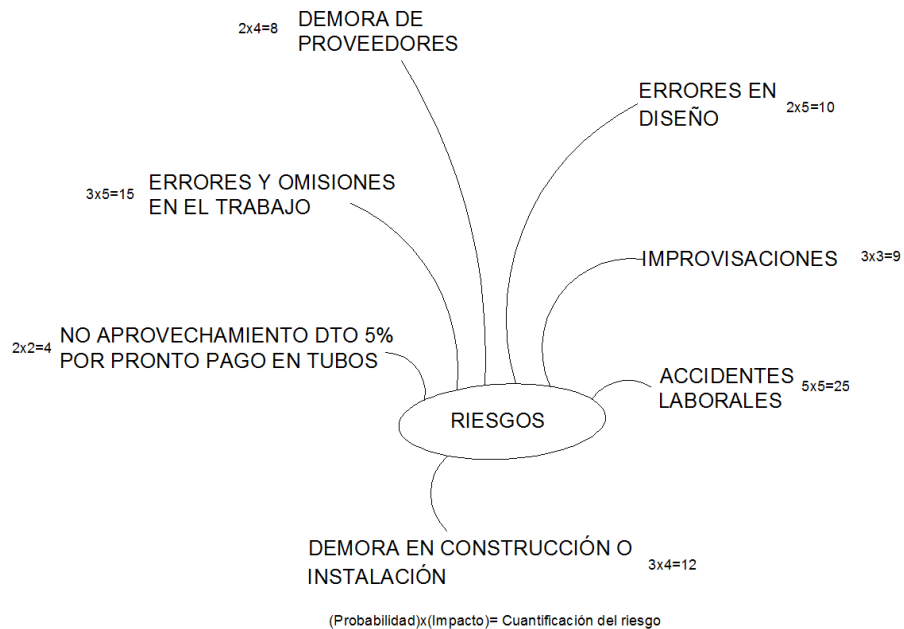 2x4=8
DEMORA DE
PROVEEDORES
ERRORES EN
DISEÑO
2x5=10
3x5=15
ERRORES Y OMISIONES
EN EL TRABAJO
IMPROVISACIONES
3x3=9
2x2=4
NO APROVECHAMIENTO DTO 5%
POR PRONTO PAGO EN TUBOS
ACCIDENTES
LABORALES
5x5=25
RIESGOS
DEMORA EN CONSTRUCCIÓN O
INSTALACIÓN
3x4=12
(Probabilidad)x(Impacto)= Cuantificación del riesgo